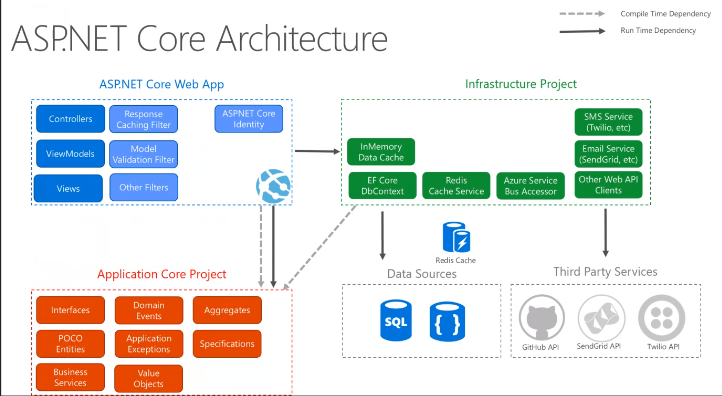 Compile Time Dependency
Run Time Dependency
ASP.NET Core Architecture
ASP.NET Core Web App
Controllers
Response
Caching Filter
ASP.NET Core
Identity
ViewModels
Model
Validation Filter
Views
Other Filters
Infrastructure Project
SMS Service
(Twilio, etc)
InMemory
Data Cache
Email Service
(SendGrid, etc)
EF Core
DbContext
Redis
Cache Service
Azure Service
Bus Accessor
Other Web API
Clients
Redis Cache
Application Core Project
Interfaces
Domain
Events
Aggregates
POCO
Entities
Application
Exceptions
Specifications
Business
Services
Value
Objects
Data Sources
SQL
{ }
Third Party Services
GitHub API
SendGrid API
Twilio API